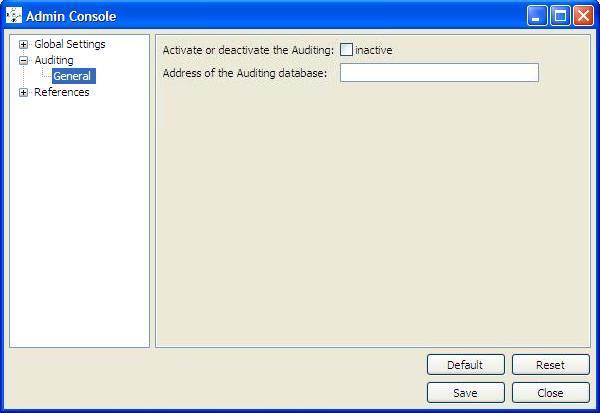 Admin Console
Global Settings
Auditing
General
References
Activate or deactivate the Auditing: inactive
Address of the Auditing database:
Default Reset
Save Close